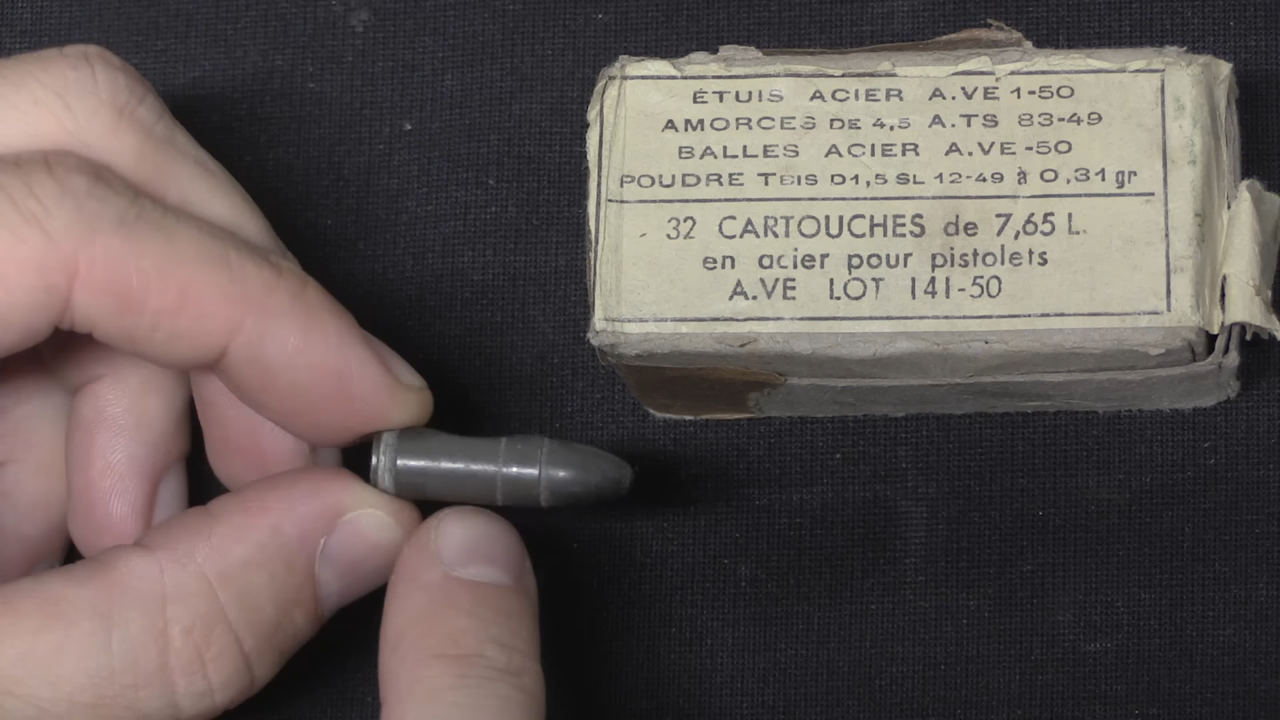 ÉTUIS ACIER A.VE 1-50
AMORCES DE 4,5 A.TS 83-49
BALLES ACIER A.VE-50
POUDRE TBIS D1,5 SL 12-49 à 0,31 gr
32 CARTOUCHES de 7,65 L.
en acier pour pistolets
A.VE LOT 141-50